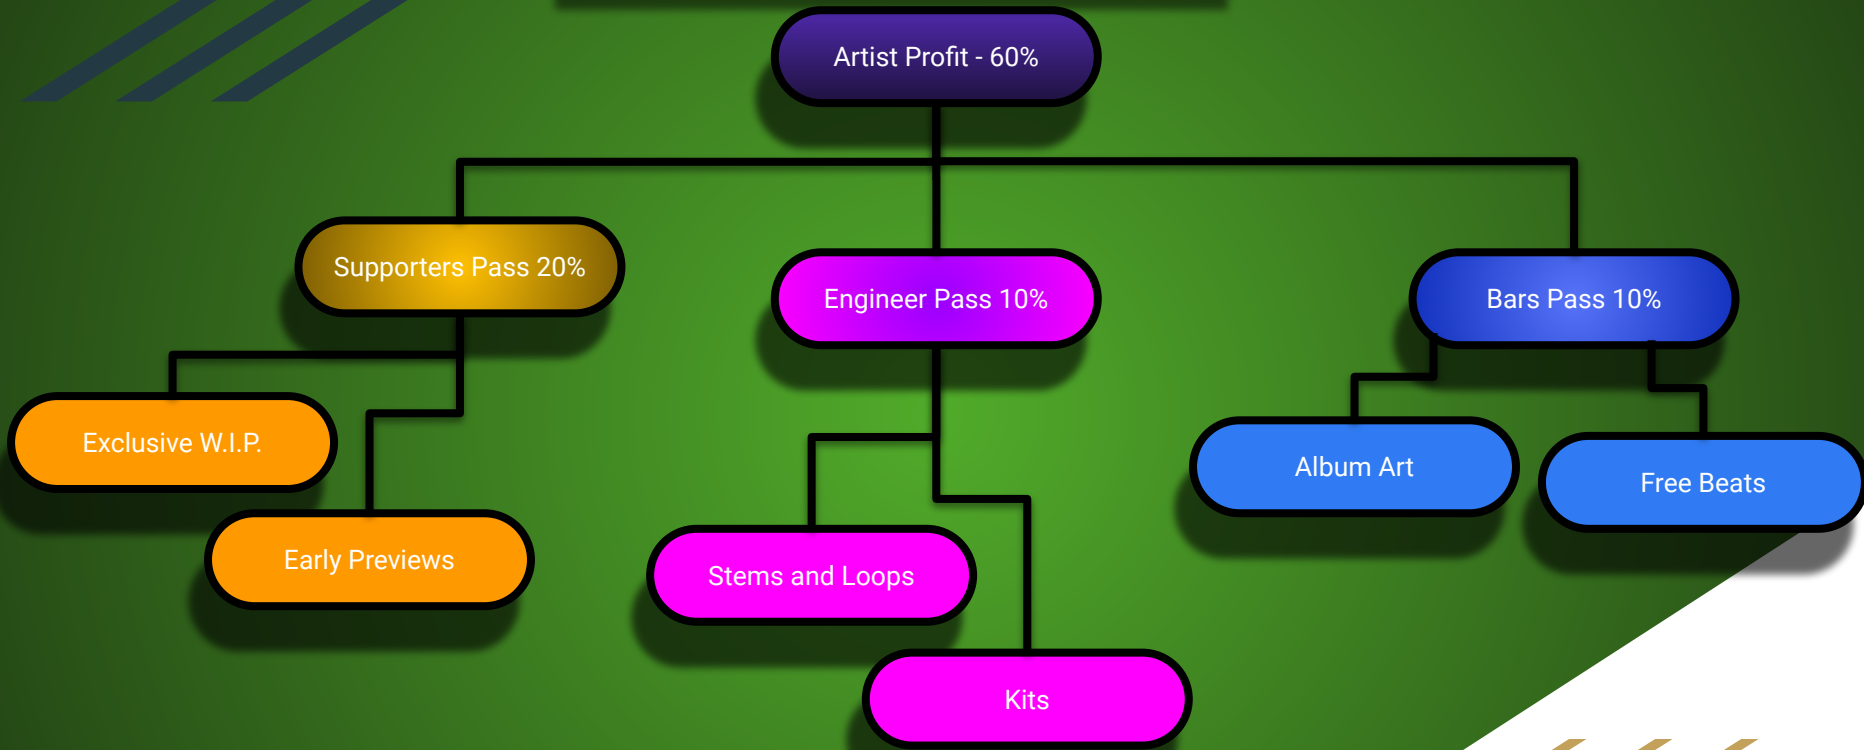 Artist Profit - 60%
Supporters Pass 20%
Engineer Pass 10%
Bars Pass 10%
Exclusive W.I.P.
Early Previews
Stems and Loops
Kits
Album Art
Free Beats